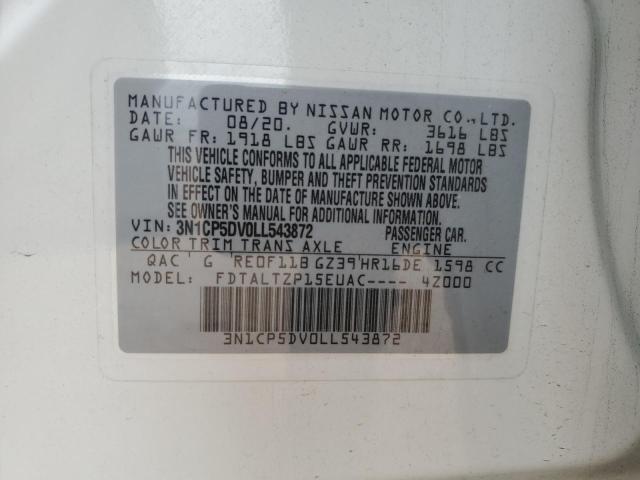 MANUFACTURED BY NISSAN MOTOR CO.,LTD.
DATE: 08/20. GVWR: 3616 LBS
GAWR FR: 1918 LBS GAWR RR: 1698 LBS
THIS VEHICLE CONFORMS TO ALL APPLICABLE FEDERAL MOTOR
VEHICLE SAFETY, BUMPER AND THEFT PREVENTION STANDARDS
IN EFFECT ON THE DATE OF MANUFACTURE SHOWN ABOVE.
SEE OWNER'S MANUAL FOR ADDITIONAL INFORMATION.
VIN: 3N1CP5DV0LL543872 PASSENGER CAR.
COLOR TRIM TRANS AXLE ENGINE
QAC G RE0F11B GZ39 HR16DE 1598 CC
MODEL: FDTALTZP15EUAC---- 4Z000
3N1CP5DV0LL543872